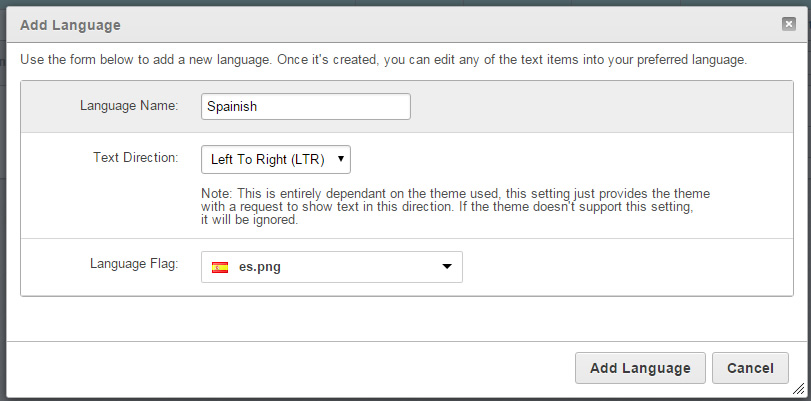 Add Language
Use the form below to add a new language. Once it's created, you can edit any of the text items into your preferred language.
Language Name: Spainish
Text Direction: Left To Right (LTR)
Note: This is entirely dependant on the theme used, this setting just provides the theme
with a request to show text in this direction. If the theme doesn't support this setting,
it will be ignored.
Language Flag: es.png
Add Language Cancel